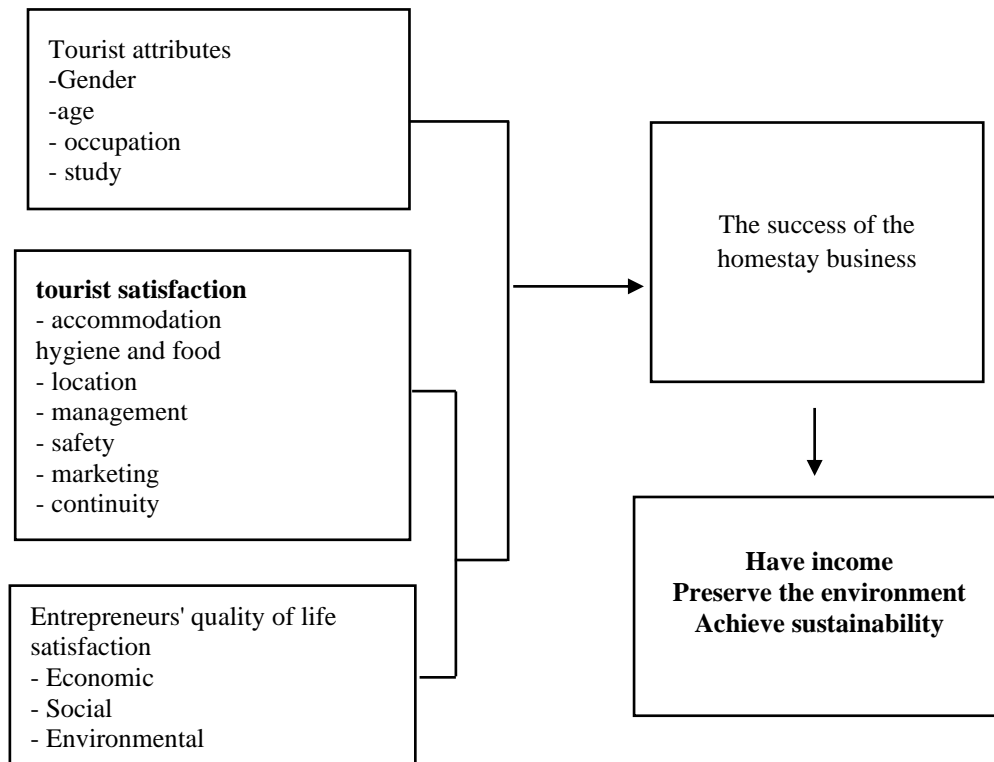 Tourist attributes
-Gender
-age
- occupation
- study
tourist satisfaction
- accommodation
hygiene and food
- location
- management
- safety
- marketing
- continuity
Entrepreneurs' quality of life
satisfaction
- Economic
- Social
- Environmental
The success of the
homestay business
Have income
Preserve the environment
Achieve sustainability